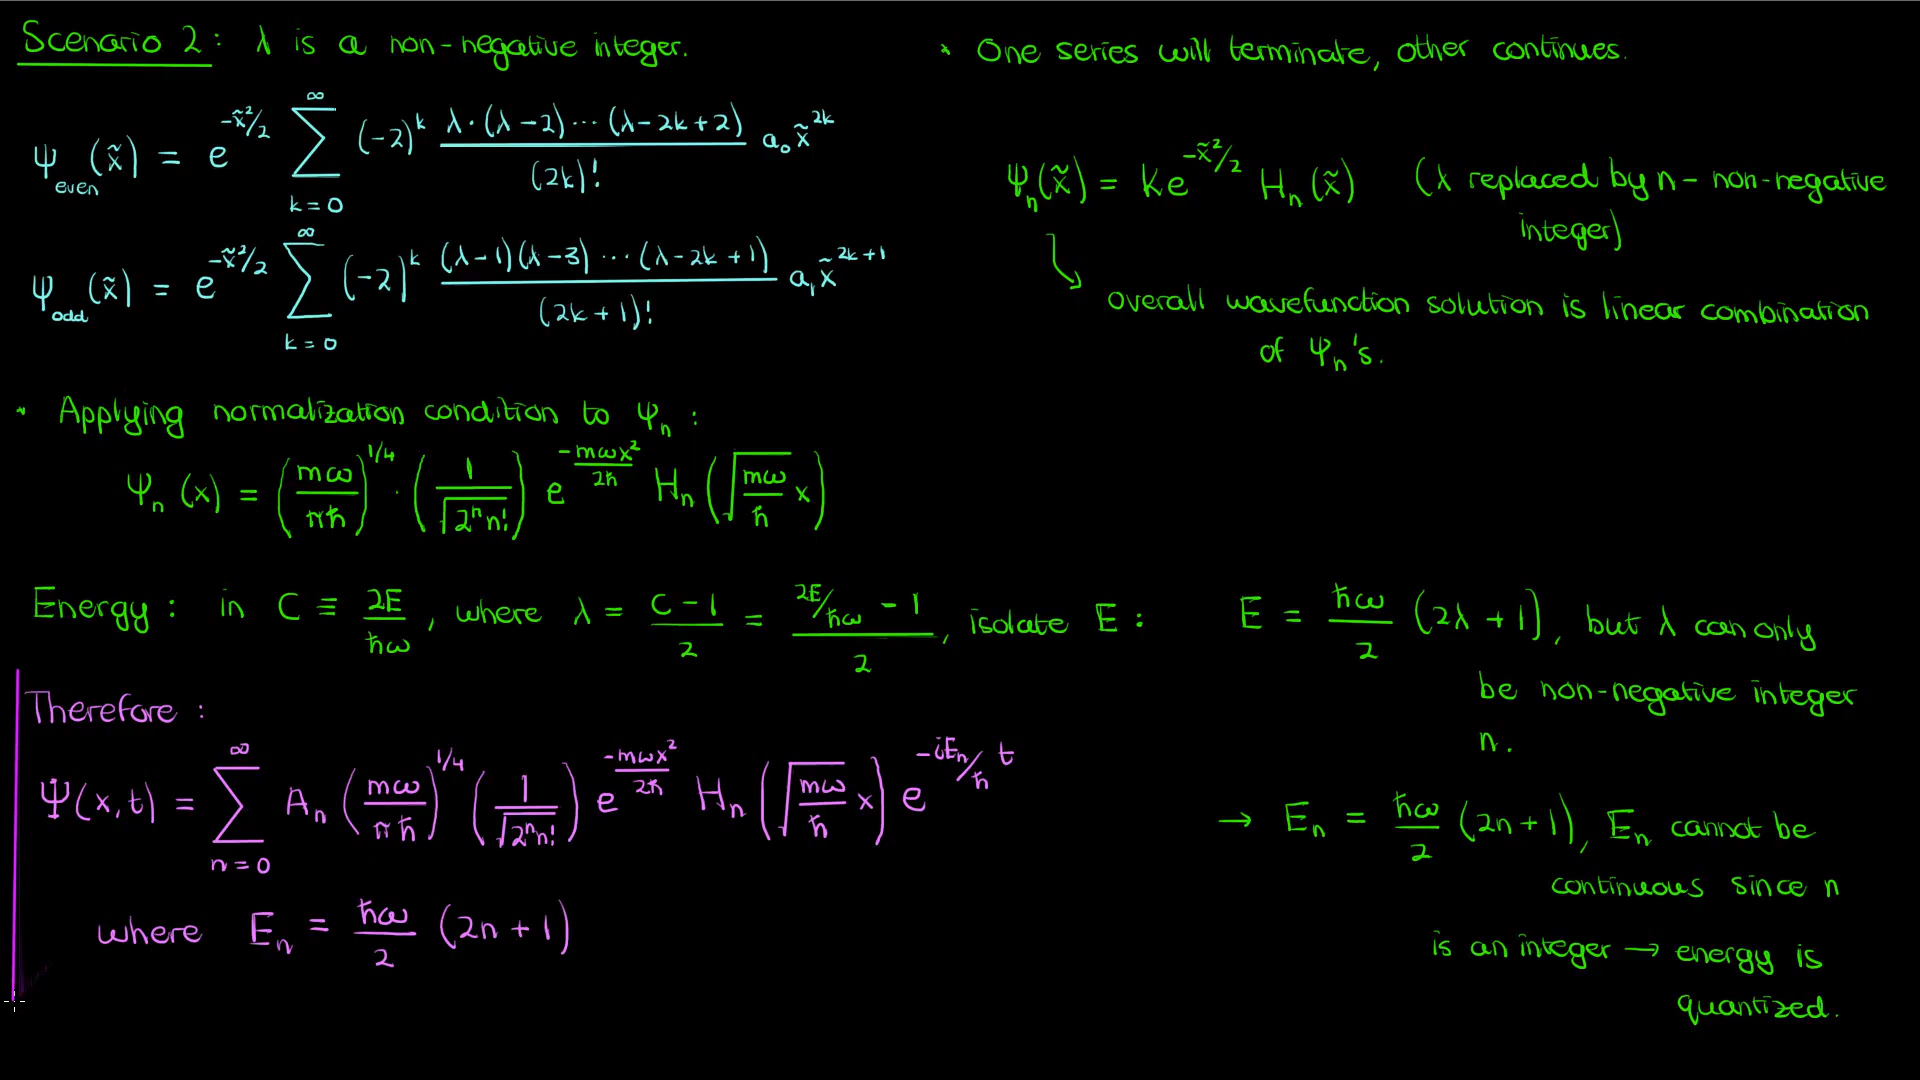 Scenario 2: λ is a non-negative integer.
* One series will terminate, other continues.
ψ_even(x̃) = e^(-x̃²/2) ∑_(k=0)^∞ (-2)^k [λ·(λ-2)···(λ-2k+2)]/(2k)! a₀x̃^(2k)
ψ_odd(x̃) = e^(-x̃²/2) ∑_(k=0)^∞ (-2)^k [(λ-1)(λ-3)···(λ-2k+1)]/(2k+1)! a₁x̃^(2k+1)
ψ_n(x̃) = Ke^(-x̃²/2) H_n(x̃) (λ replaced by n - non-negative
integer)
overall wavefunction solution is linear combination
of ψ_n's.
* Applying normalization condition to ψ_n:
ψ_n(x) = (mω/πħ)^(1/4) · (1/√(2ⁿn!)) e^(-mωx²/2ħ) H_n(√(mω/ħ) x)
Energy: in C ≡ 2E/ħω, where λ = (C-1)/2 = (2E/ħω - 1)/2, isolate E: E = ħω/2 (2λ+1), but λ can only
be non-negative integer
n.
→ E_n = ħω/2 (2n+1), E_n cannot be
continuous since n
is an integer → energy is
quantized.
Therefore:
Ψ(x,t) = ∑_(n=0)^∞ A_n (mω/πħ)^(1/4) (1/√(2ⁿn!)) e^(-mωx²/2ħ) H_n(√(mω/ħ) x) e^(-iE_n/ħ t)
where E_n = ħω/2 (2n+1)